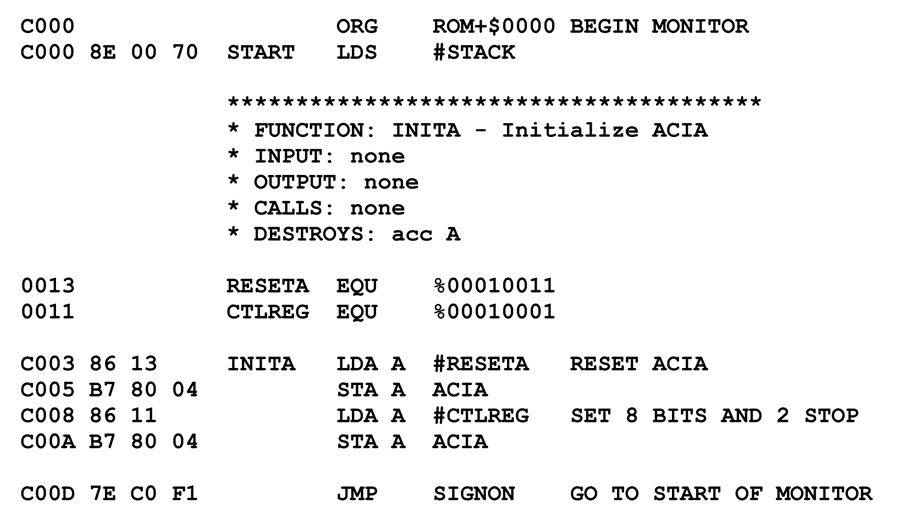 C000                   ORG    ROM+$0000 BEGIN MONITOR
C000 8E 00 70  START   LDS    #STACK
***************************************
* FUNCTION: INITA - Initialize ACIA
* INPUT: none
* OUTPUT: none
* CALLS: none
* DESTROYS: acc A
0013           RESETA  EQU    %00010011
0011           CTLREG  EQU    %00010001
C003 86 13     INITA   LDA A  #RESETA   RESET ACIA
C005 B7 80 04          STA A  ACIA
C008 86 11             LDA A  #CTLREG   SET 8 BITS AND 2 STOP
C00A B7 80 04          STA A  ACIA
C00D 7E C0 F1          JMP    SIGNON    GO TO START OF MONITOR